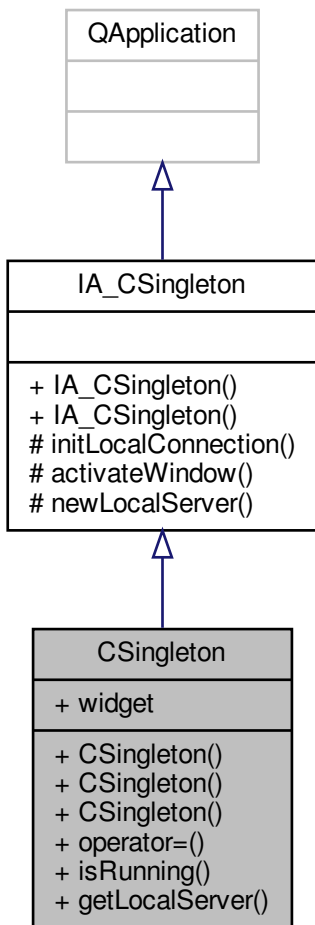 QApplication
IA_CSingleton
+ IA_CSingleton()
+ IA_CSingleton()
# initLocalConnection()
# activateWindow()
# newLocalServer()
CSingleton
+ widget
+ CSingleton()
+ CSingleton()
+ CSingleton()
+ operator=()
+ isRunning()
+ getLocalServer()